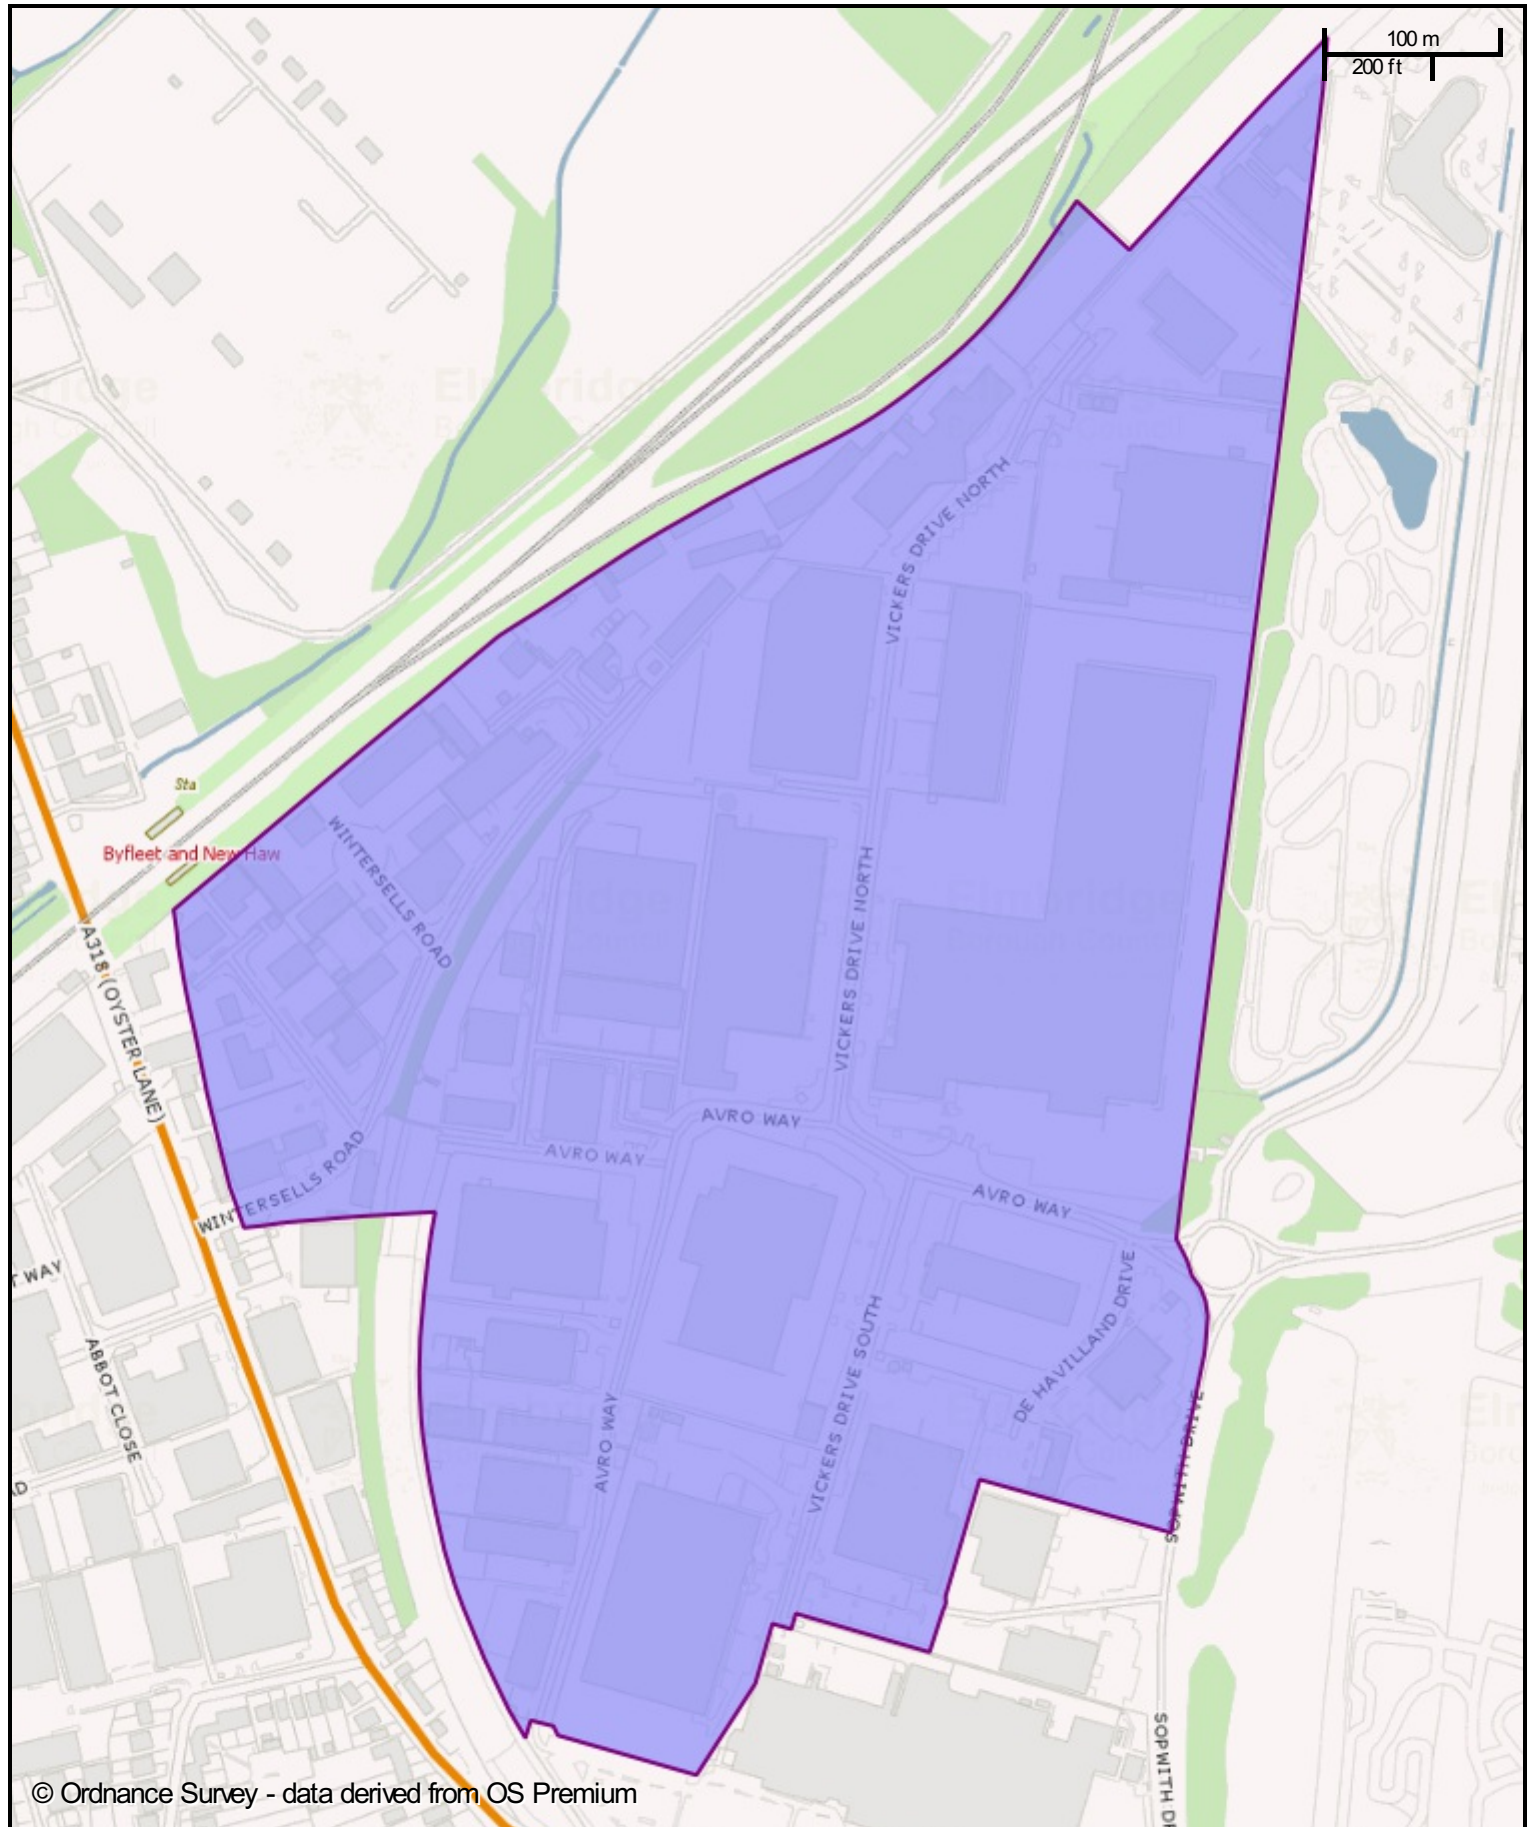 100 m
200 ft
VICKERS DRIVE NORTH
Sta
Byfleet and New Haw
WINTERSELLS ROAD
VICKERS DRIVE NORTH
A318 (OYSTER LANE)
AVRO WAY
AVRO WAY
WINTERSELLS ROAD
AVRO WAY
T WAY
ABBOT CLOSE
DE HAVILLAND DRIVE
VICKERS DRIVE SOUTH
AVRO WAY
SOPWITH DRIVE
SOPWITH DR
© Ordnance Survey - data derived from OS Premium